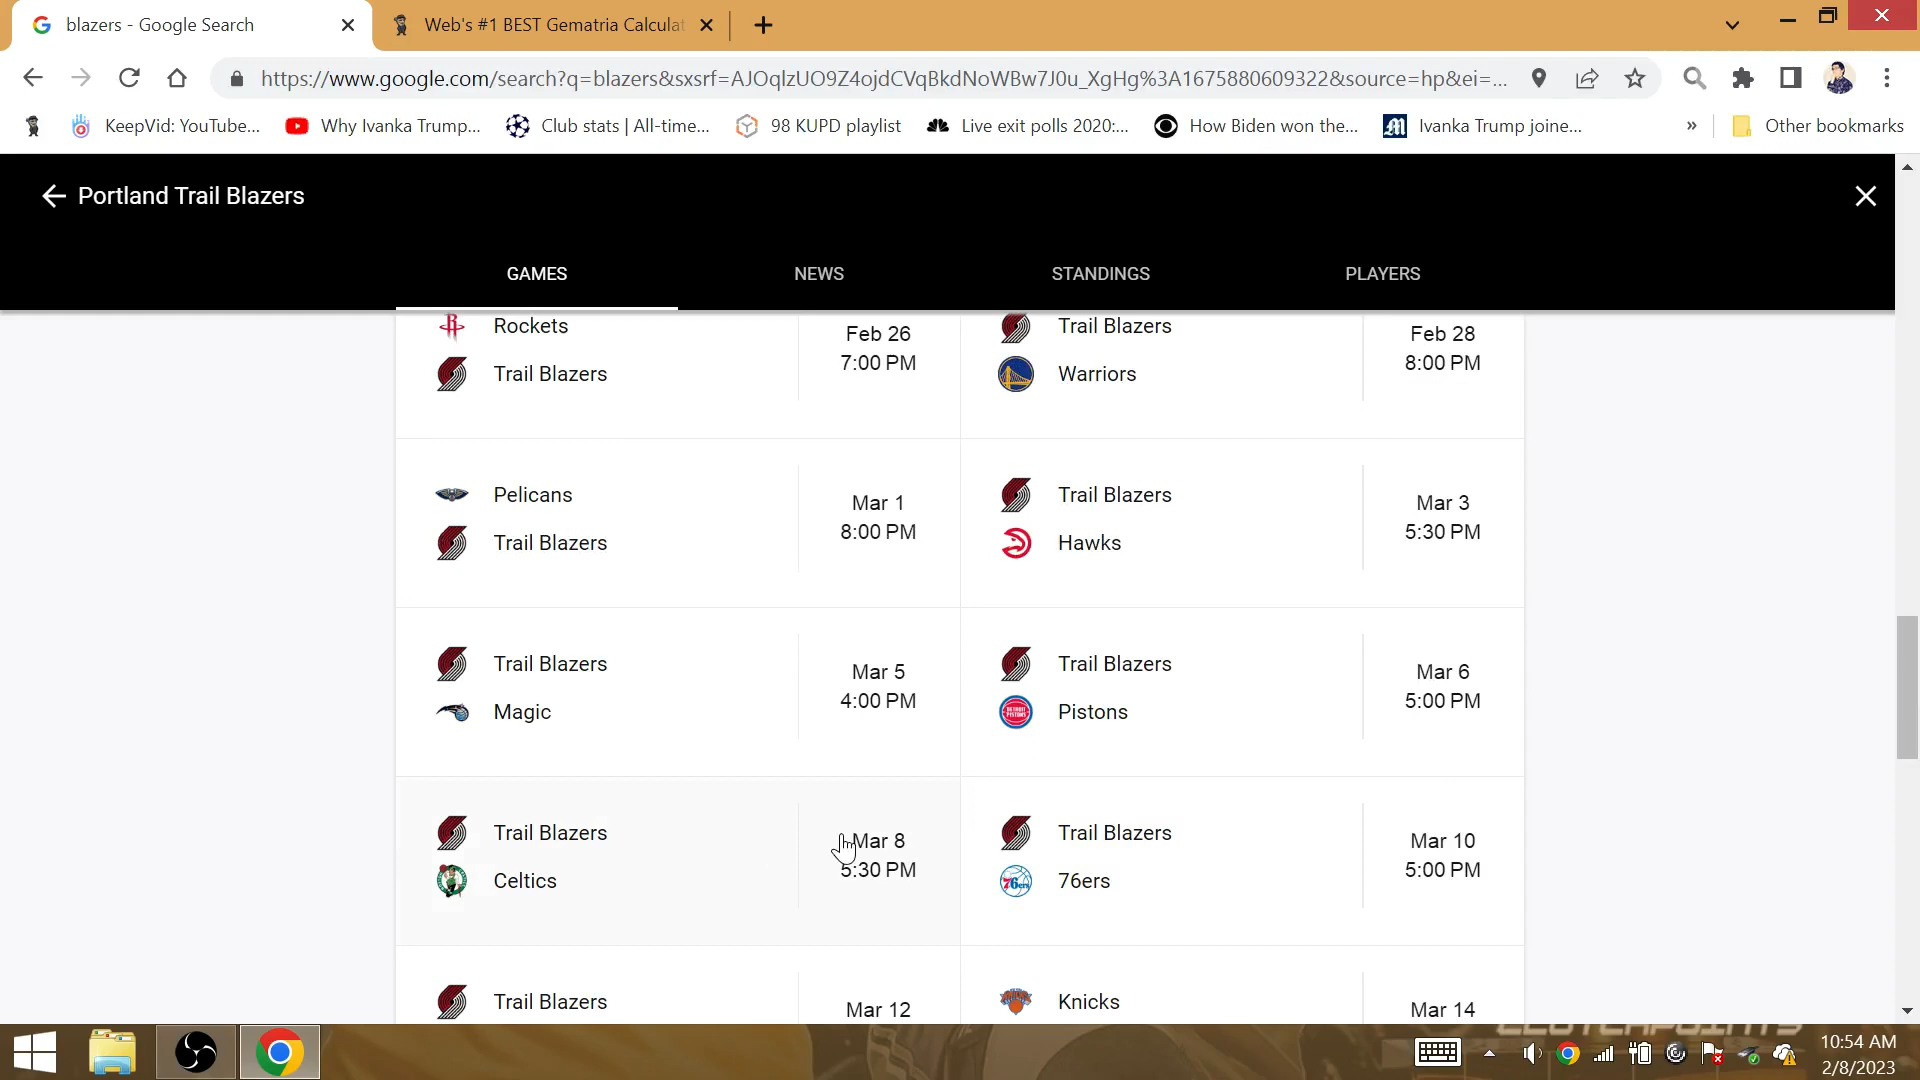 blazers - Google Search
Web's #1 BEST Gematria Calculat
https://www.google.com/search?q=blazers&sxsrf=AJOqlzUO9Z4ojdCVqBkdNoWBw7J0u_XgHg%3A1675880609322&source=hp&ei=...
KeepVid: YouTube...
Why Ivanka Trump...
Club stats | All-time...
98 KUPD playlist
Live exit polls 2020:...
How Biden won the...
Ivanka Trump joine...
»
Other bookmarks
Portland Trail Blazers
GAMES
NEWS
STANDINGS
PLAYERS
Rockets
Trail Blazers
Feb 26
7:00 PM
Trail Blazers
Warriors
Feb 28
8:00 PM
Pelicans
Trail Blazers
Mar 1
8:00 PM
Trail Blazers
Hawks
Mar 3
5:30 PM
Trail Blazers
Magic
Mar 5
4:00 PM
Trail Blazers
Pistons
Mar 6
5:00 PM
Trail Blazers
Celtics
Mar 8
5:30 PM
Trail Blazers
76ers
Mar 10
5:00 PM
Trail Blazers
Mar 12
Knicks
Mar 14
CLUTCHPOINTS
10:54 AM
2/8/2023